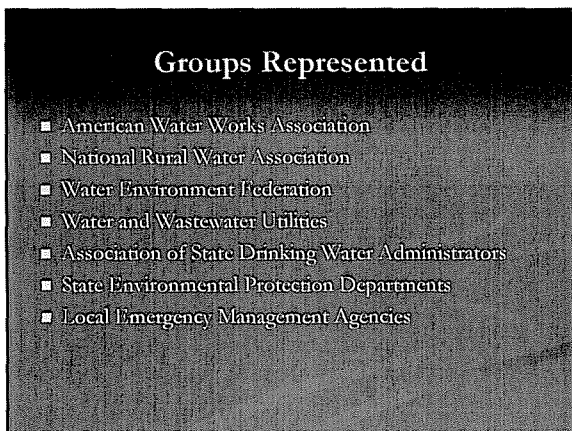 Groups Represented
■ American Water Works Association
■ National Rural Water Association
■ Water Environment Federation
■ Water and Wastewater Utilities
■ Association of State Drinking Water Administrators
■ State Environmental Protection Departments
■ Local Emergency Management Agencies